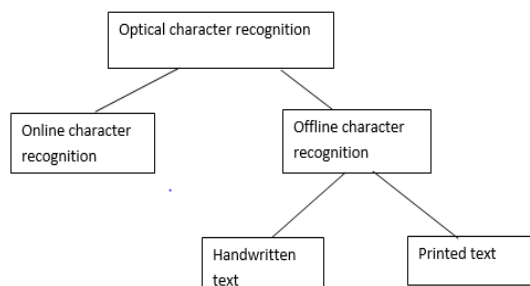 Optical character recognition
Online character
recognition
Offline character
recognition
Handwritten
text
Printed text